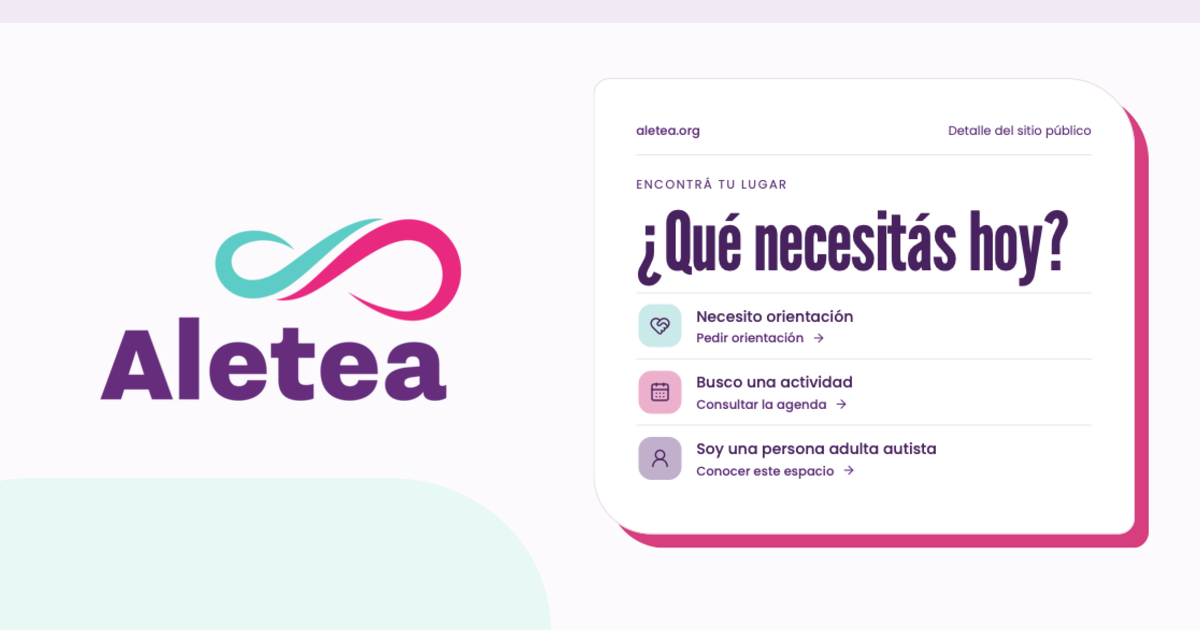 Aletea
aletea.org
Detalle del sitio público
ENCONTRÁ TU LUGAR
¿Qué necesitás hoy?
Necesito orientación
Pedir orientación →
Busco una actividad
Consultar la agenda →
Soy una persona adulta autista
Conocer este espacio →